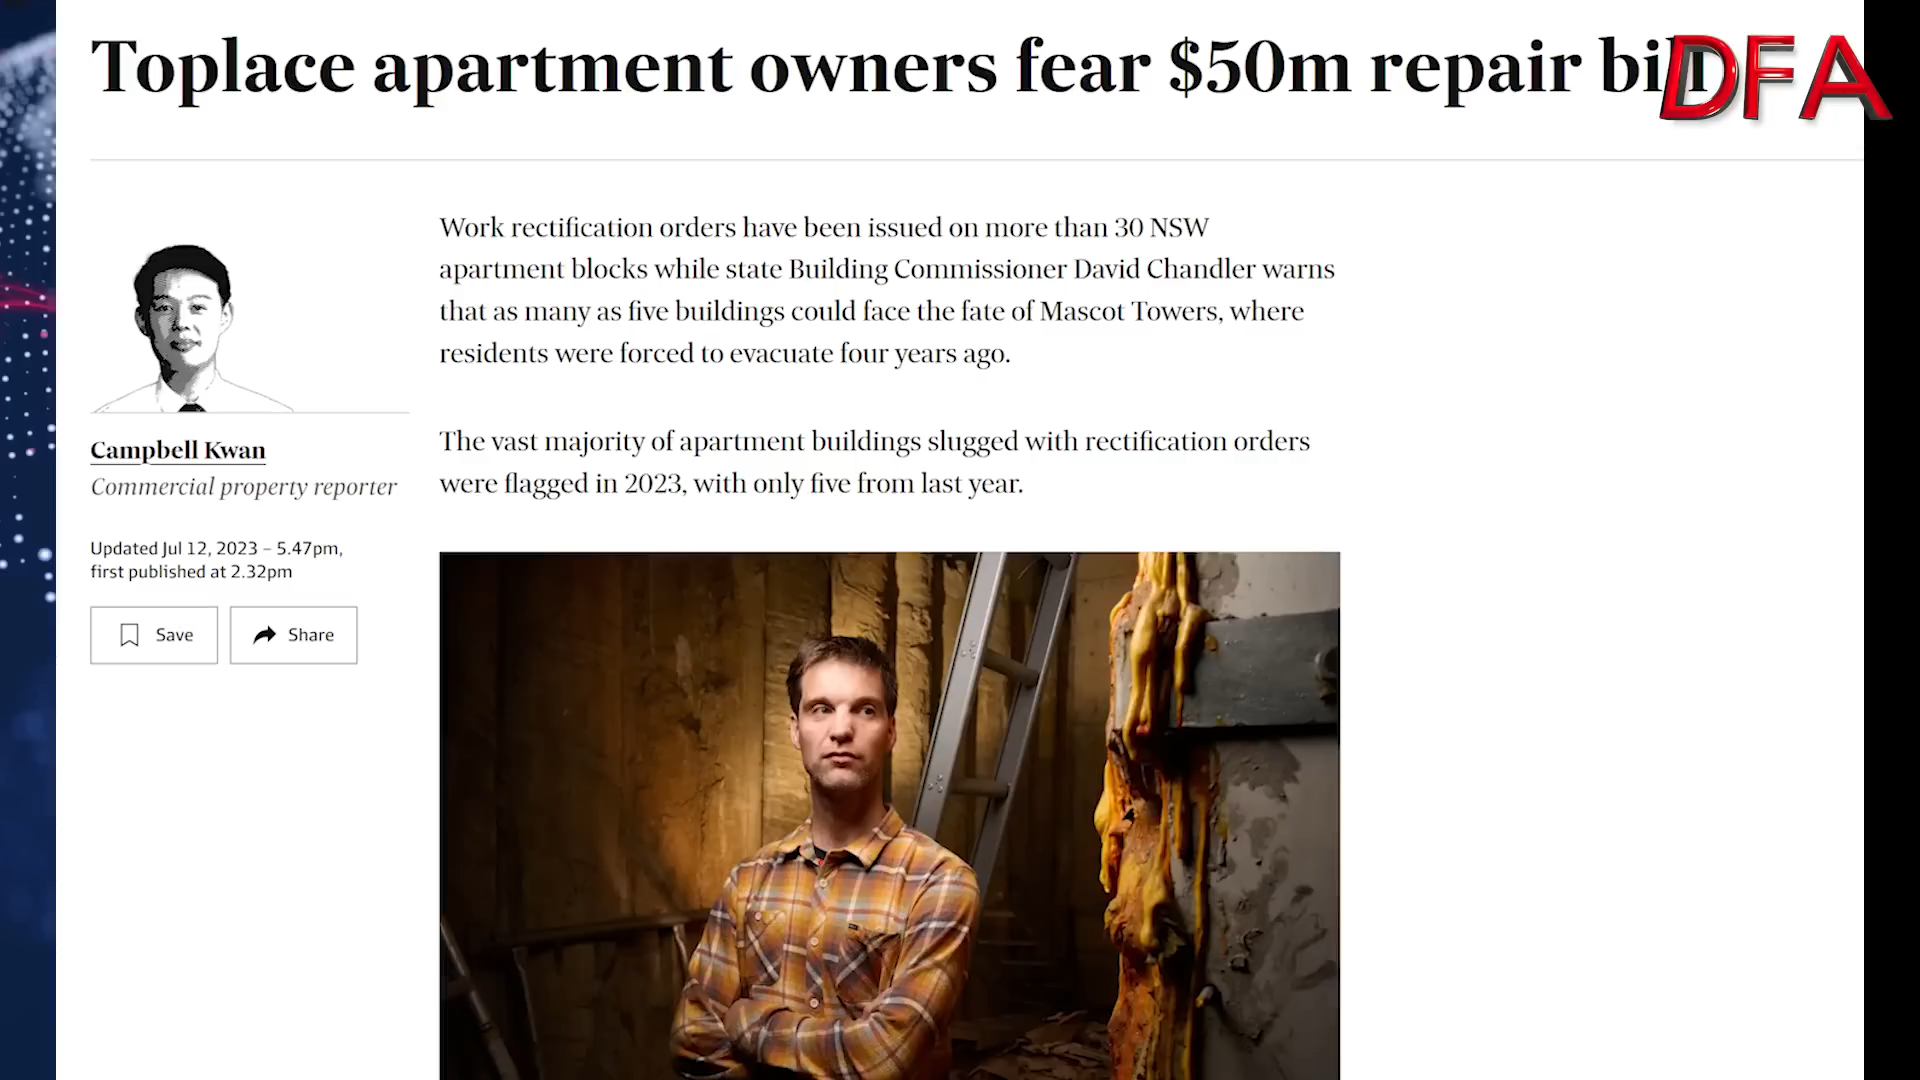 Toplace apartment owners fear $50m repair bill
DFA
Work rectification orders have been issued on more than 30 NSW
apartment blocks while state Building Commissioner David Chandler warns
that as many as five buildings could face the fate of Mascot Towers, where
residents were forced to evacuate four years ago.
Campbell Kwan
Commercial property reporter
The vast majority of apartment buildings slugged with rectification orders
were flagged in 2023, with only five from last year.
Updated Jul 12, 2023 – 5.47pm,
first published at 2.32pm
Save
Share